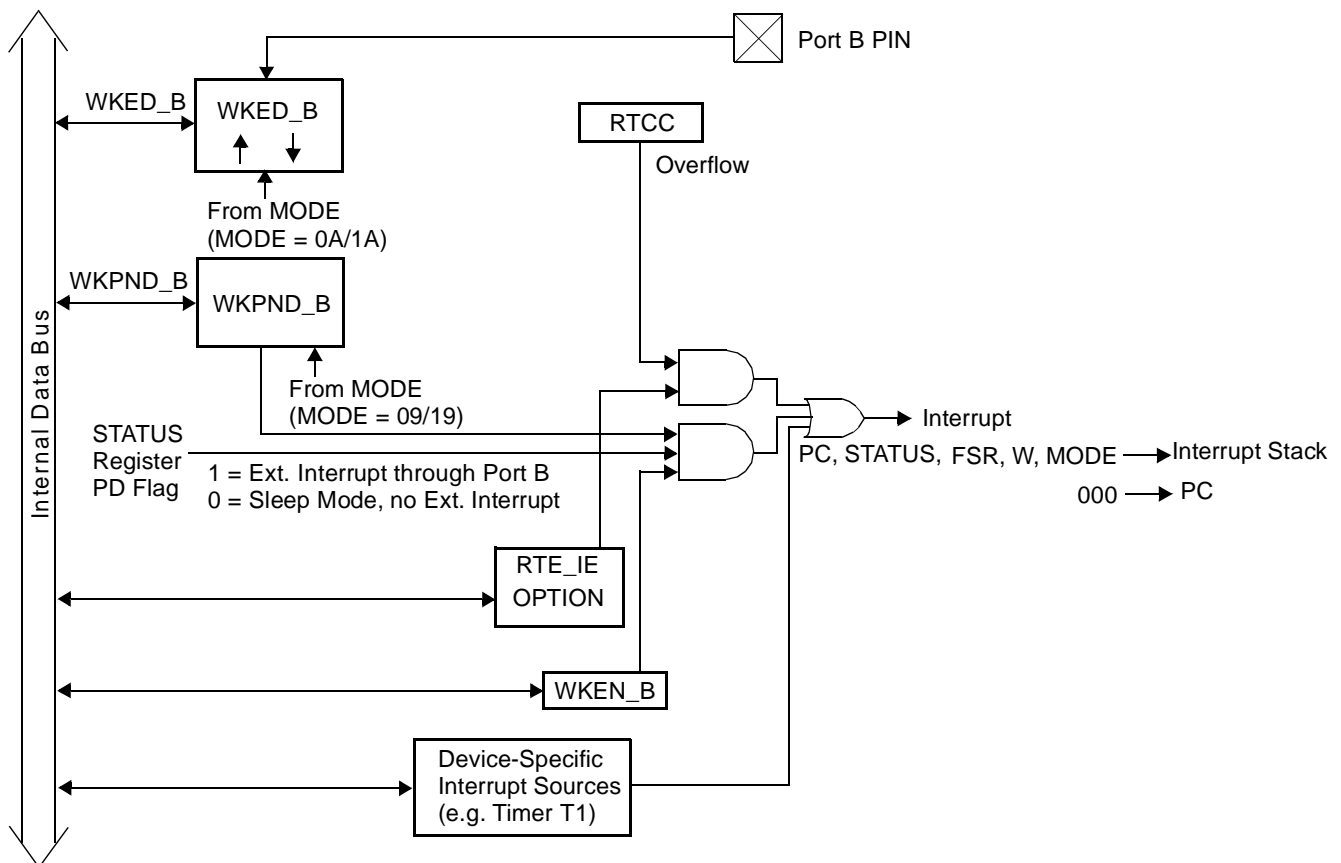 Port B PIN
WKED_B
WKED_B
RTCC
Overflow
From MODE
(MODE = 0A/1A)
WKPND_B
WKPND_B
Internal Data Bus
From MODE
(MODE = 09/19)
STATUS
Register
PD Flag
1 = Ext. Interrupt through Port B
0 = Sleep Mode, no Ext. Interrupt
Interrupt
PC, STATUS, FSR, W, MODE
Interrupt Stack
000
PC
RTE_IE
OPTION
WKEN_B
Device-Specific
Interrupt Sources
(e.g. Timer T1)